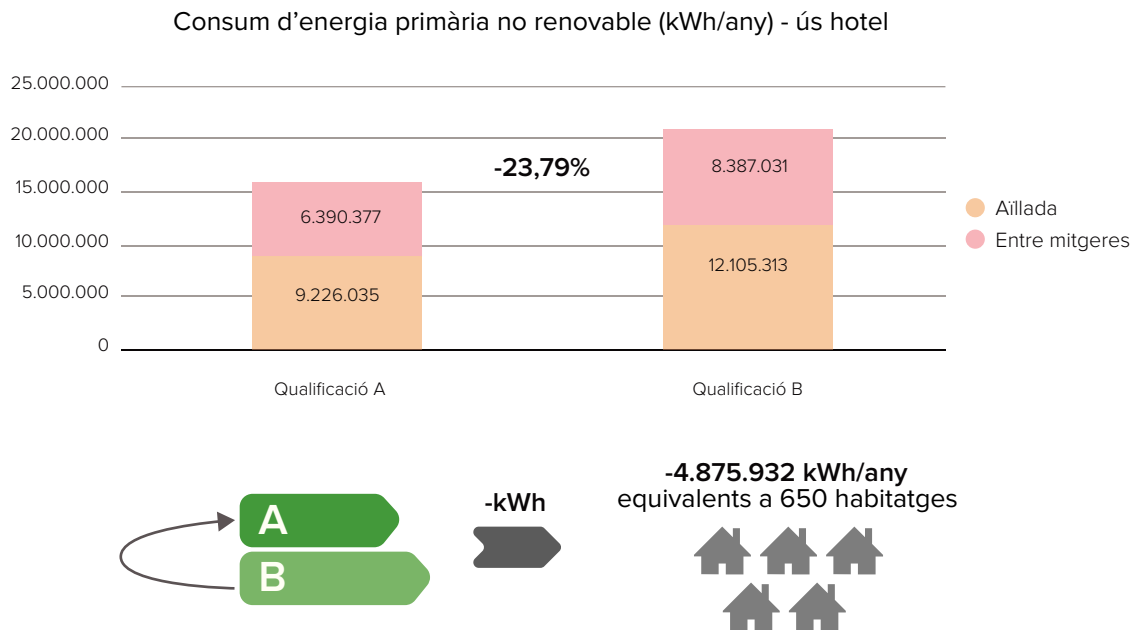 Consum d’energia primària no renovable (kWh/any) - ús hotel
25.000.000
20.000.000
15.000.000
10.000.000
5.000.000
0
-23,79%
6.390.377
9.226.035
8.387.031
12.105.313
Aïllada
Entre mitgeres
Qualificació A
Qualificació B
A
B
-kWh
-4.875.932 kWh/any
equivalents a 650 habitatges